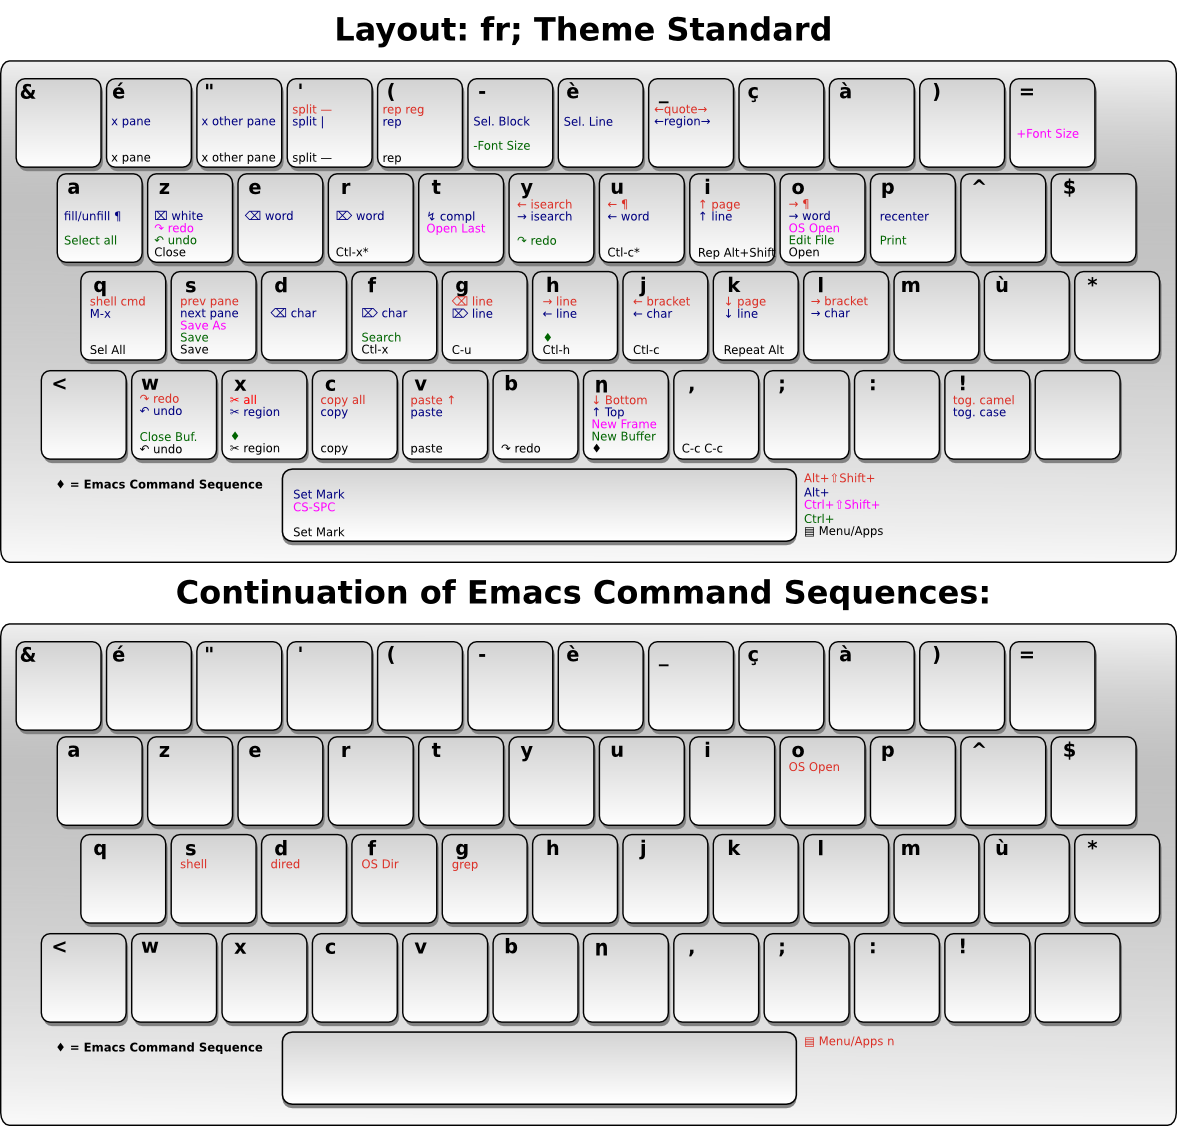 Layout: fr; Theme Standard
& é " ' ( - è _ ç à ) =
split — rep reg ←quote→
x pane x other pane split | rep Sel. Block Sel. Line ←region→
+Font Size
-Font Size
x pane x other pane split — rep
a z e r t y u i o p ^ $
← isearch ← ¶ ↑ page → ¶
fill/unfill ¶ ⌧ white ⌫ word ⌦ word ↯ compl → isearch ← word ↑ line → word recenter
↷ redo Open Last OS Open
Select all ↶ undo ↷ redo Edit File Print
Close Ctl-x* Ctl-c* Rep Alt+Shift Open
q s d f g h j k l m ù *
shell cmd prev pane ⌫ line → line ← bracket ↓ page → bracket
M-x next pane ⌫ char ⌦ char ⌦ line ← line ← char ↓ line → char
Save As
Save Search ♦
Sel All Save Ctl-x C-u Ctl-h Ctl-c Repeat Alt
< w x c v b n , ; : !
↷ redo ✂ all copy all paste ↑ ↓ Bottom tog. camel
↶ undo ✂ region copy paste ↑ Top tog. case
New Frame
Close Buf. ♦ New Buffer
↶ undo ✂ region copy paste ↷ redo ♦ C-c C-c
♦ = Emacs Command Sequence
Set Mark
CS-SPC
Set Mark
Alt+⇧Shift+
Alt+
Ctrl+⇧Shift+
Ctrl+
▤ Menu/Apps
Continuation of Emacs Command Sequences:
& é " ' ( - è _ ç à ) =
a z e r t y u i o p ^ $
OS Open
q s d f g h j k l m ù *
shell dired OS Dir grep
< w x c v b n , ; : !
♦ = Emacs Command Sequence
▤ Menu/Apps n